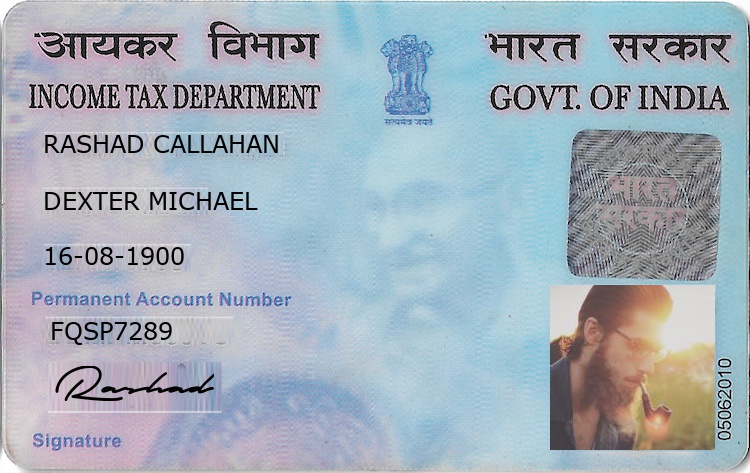 आयकर विभाग
भारत सरकार
INCOME TAX DEPARTMENT
GOVT. OF INDIA
सत्यमेव जयते
RASHAD CALLAHAN
भारत
सरकार
DEXTER MICHAEL
16-08-1900
Permanent Account Number
FQSP7289
Rashad
Signature
05062010